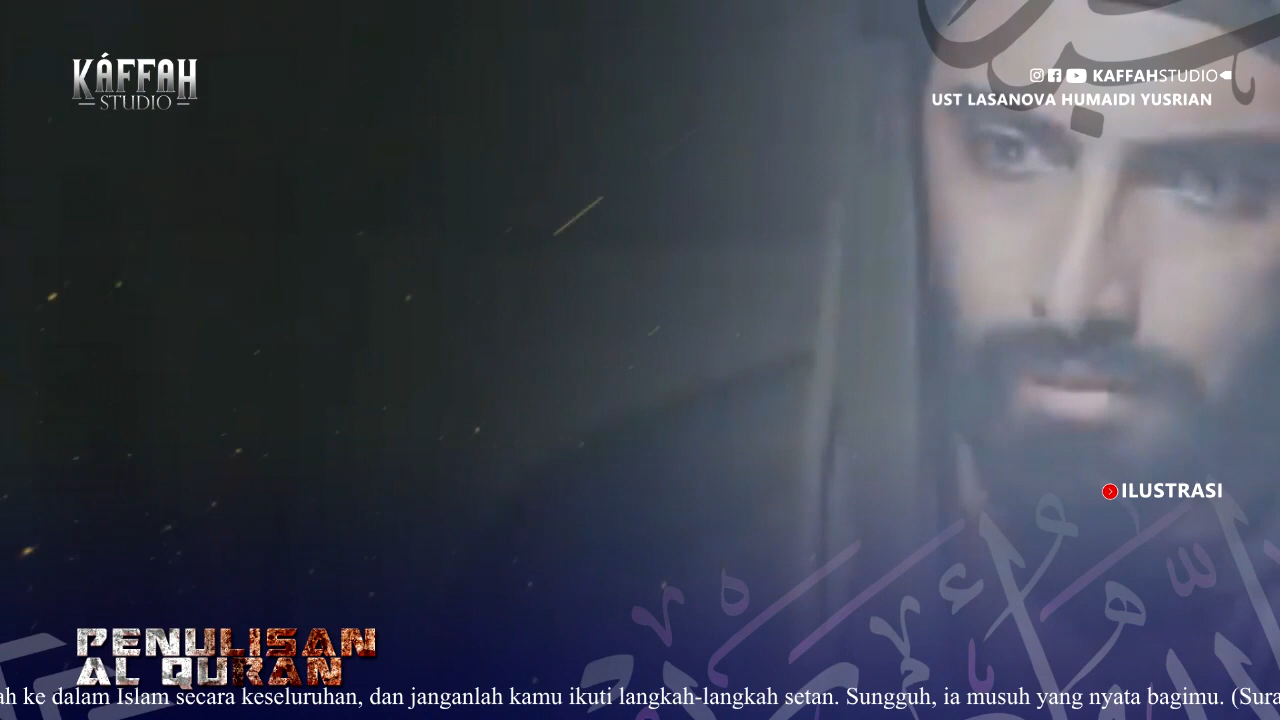 KÁFFAH
STUDIO
KAFFAHSTUDIO
UST LASANOVA HUMAIDI YUSRIAN
ILUSTRASI
PENULISAN
AL QURAN
ah ke dalam Islam secara keseluruhan, dan janganlah kamu ikuti langkah-langkah setan. Sungguh, ia musuh yang nyata bagimu. (Sura